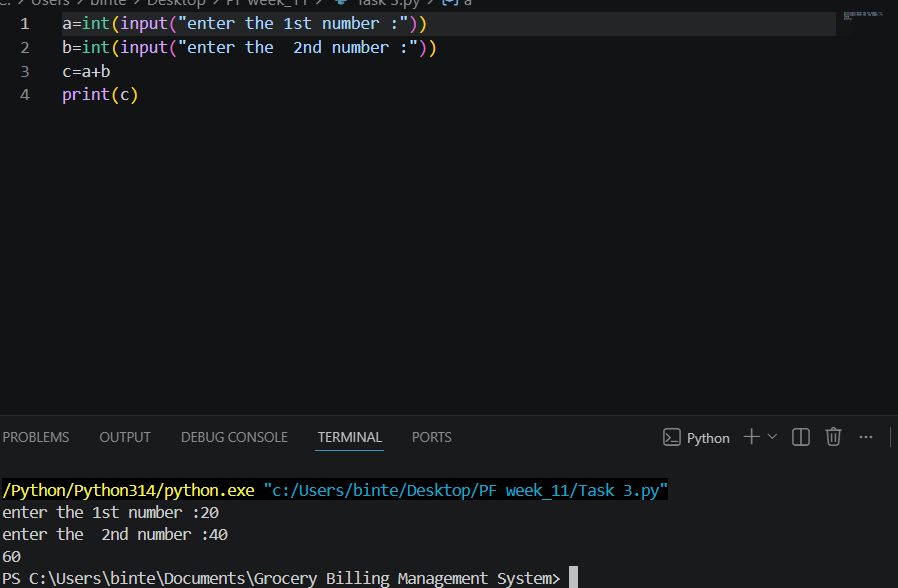 Users > binte > Desktop > PF week_11 > Task 3.py > a
1 a=int(input("enter the 1st number :"))
2 b=int(input("enter the  2nd number :"))
3 c=a+b
4 print(c)
PROBLEMS OUTPUT DEBUG CONSOLE TERMINAL PORTS Python
/Python/Python314/python.exe "c:/Users/binte/Desktop/PF week_11/Task 3.py"
enter the 1st number :20
enter the  2nd number :40
60
PS C:\Users\binte\Documents\Grocery Billing Management System>